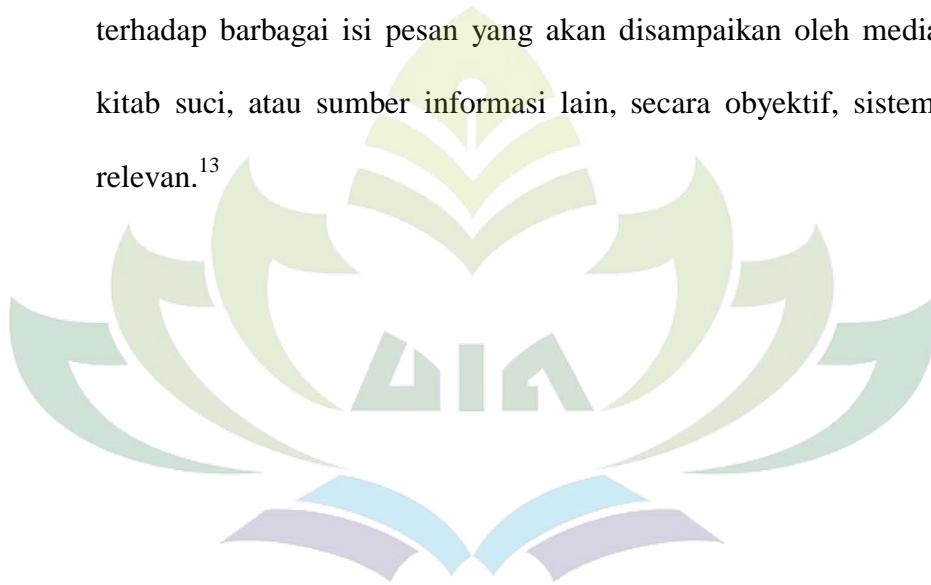 terhadap barbagai isi pesan yang akan disampaikan oleh media
kitab suci, atau sumber informasi lain, secara obyektif, sistem
relevan.13
UIN